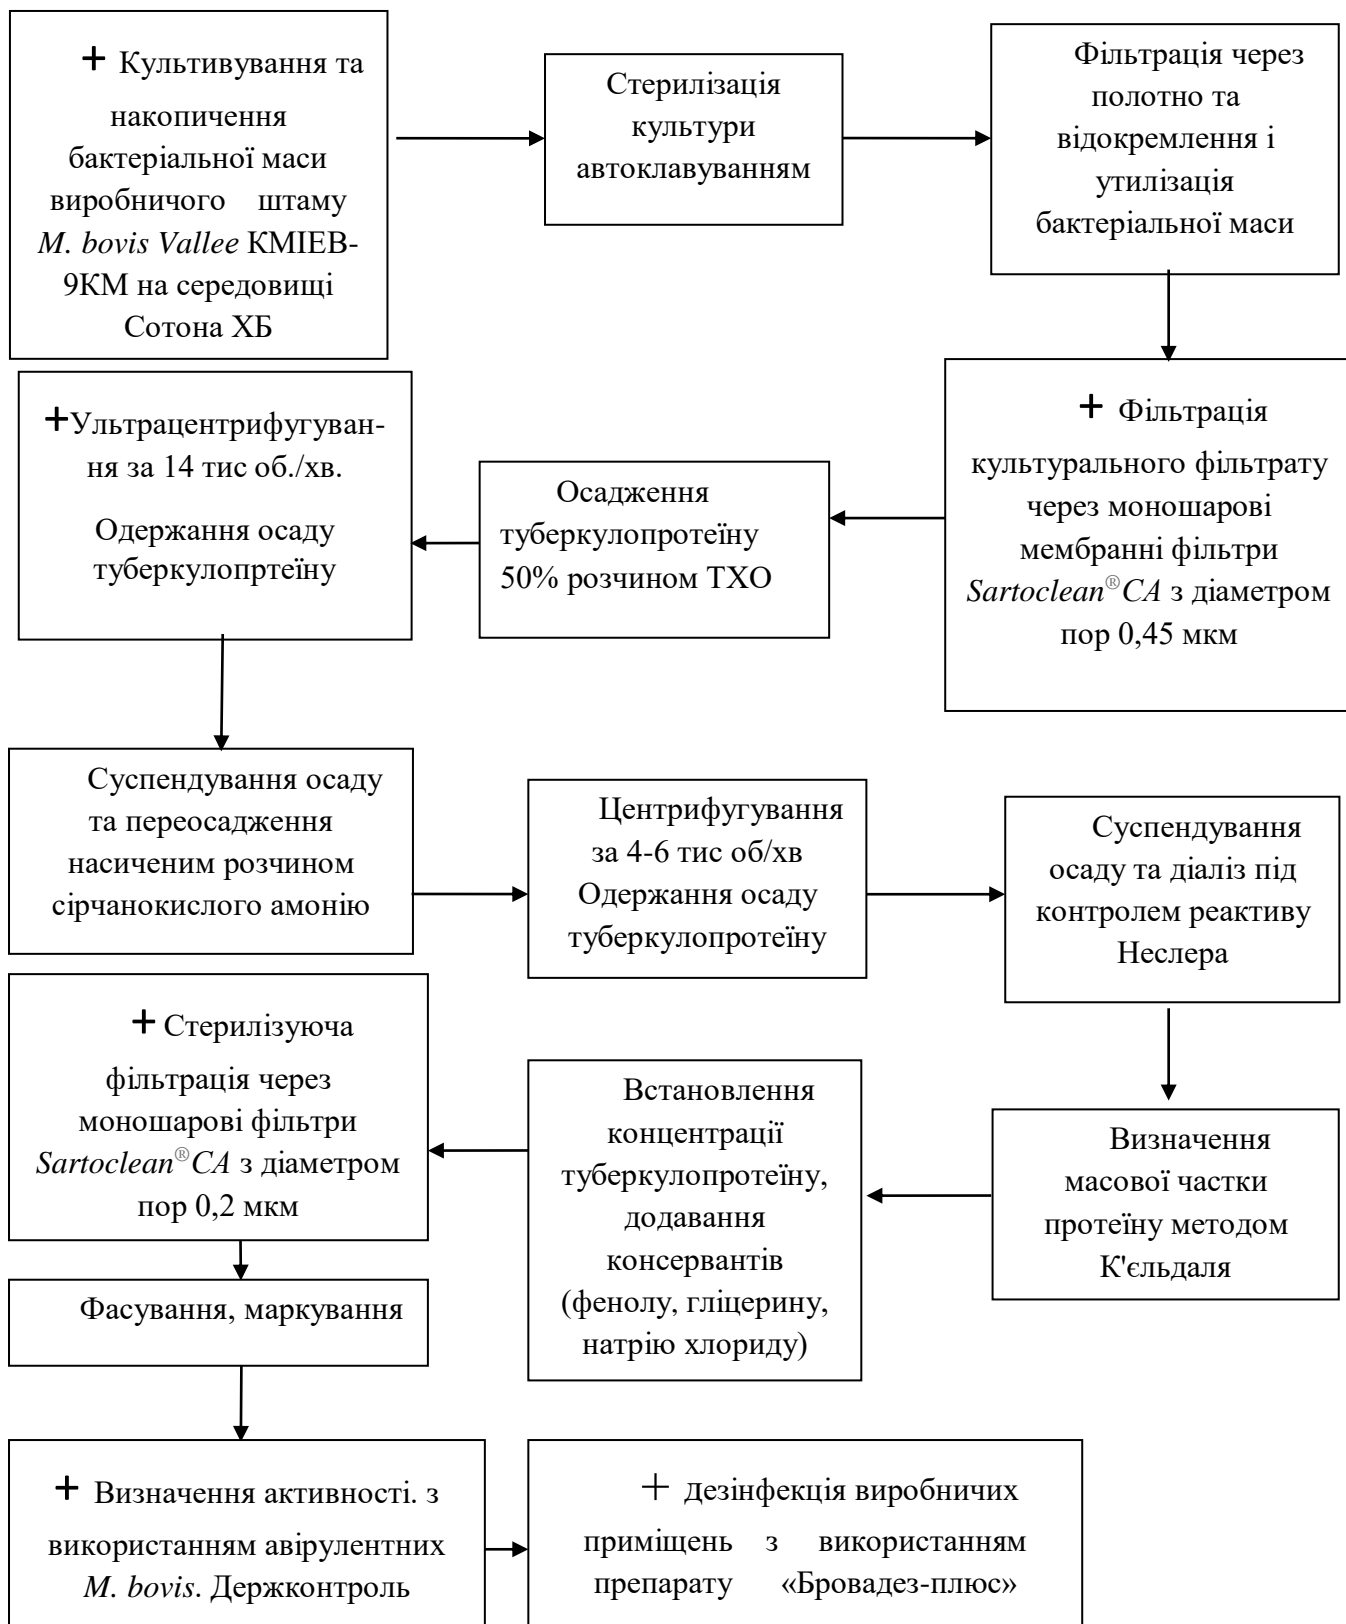 + Культивування та
накопичення
бактеріальної маси
виробничого штаму
M. bovis Vallee КМІЕВ-
9КМ на середовищі
Сотона ХБ
Стерилізація
культури
автоклавуванням
Фільтрація через
полотно та
відокремлення і
утилізація
бактеріальної маси
+ Фільтрація
культурального фільтрату
через моношарові
мембранні фільтри
Sartoclean®CA з діаметром
пор 0,45 мкм
Осадження
туберкулопротеїну
50% розчином ТХО
+Ультрацентрифугуван-
ня за 14 тис об./хв.
Одержання осаду
туберкулопртеїну
Суспендування осаду
та переосадження
насиченим розчином
сірчанокислого амонію
Центрифугування
за 4-6 тис об/хв
Одержання осаду
туберкулопротеїну
Суспендування
осаду та діаліз під
контролем реактиву
Неслера
Визначення
масової частки
протеїну методом
К'єльдаля
Встановлення
концентрації
туберкулопротеїну,
додавання
консервантів
(фенолу, гліцерину,
натрію хлориду)
+ Стерилізуюча
фільтрація через
моношарові фільтри
Sartoclean®CA з діаметром
пор 0,2 мкм
Фасування, маркування
+ Визначення активності. з
використанням авірулентних
M. bovis. Держконтроль
+ Дезінфекція виробничих
приміщень з використанням
препарату «Бровадез-плюс»